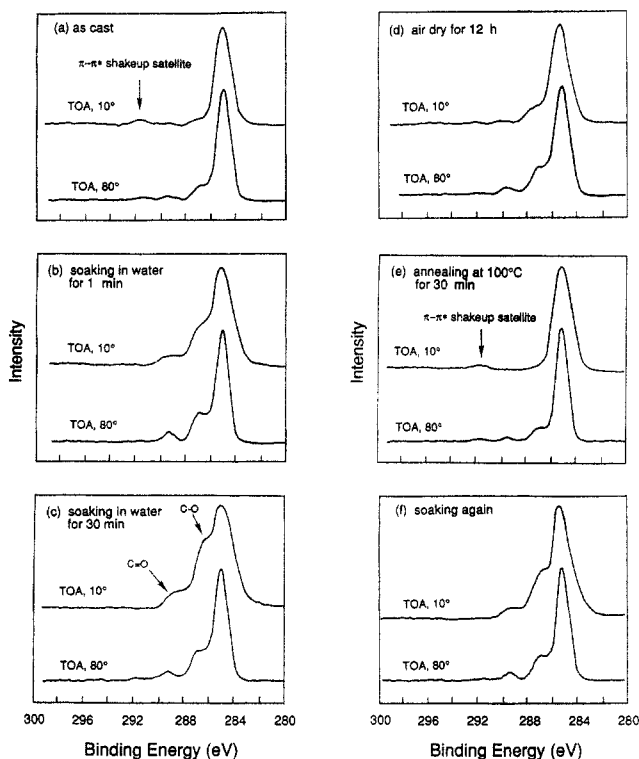 (a) as cast
π-π* shakeup satellite
TOA, 10°
TOA, 80°
(b) soaking in water
for 1 min
TOA, 10°
TOA, 80°
(c) soaking in water
for 30 min
C-O
C=O
TOA, 10°
TOA, 80°
300 296 292 288 284 280
Binding Energy (eV)
Intensity
(d) air dry for 12 h
TOA, 10°
TOA, 80°
(e) annealing at 100°C
for 30 min
π-π* shakeup satellite
TOA, 10°
TOA, 80°
(f) soaking again
TOA, 10°
TOA, 80°
300 296 292 288 284 280
Binding Energy (eV)
Intensity